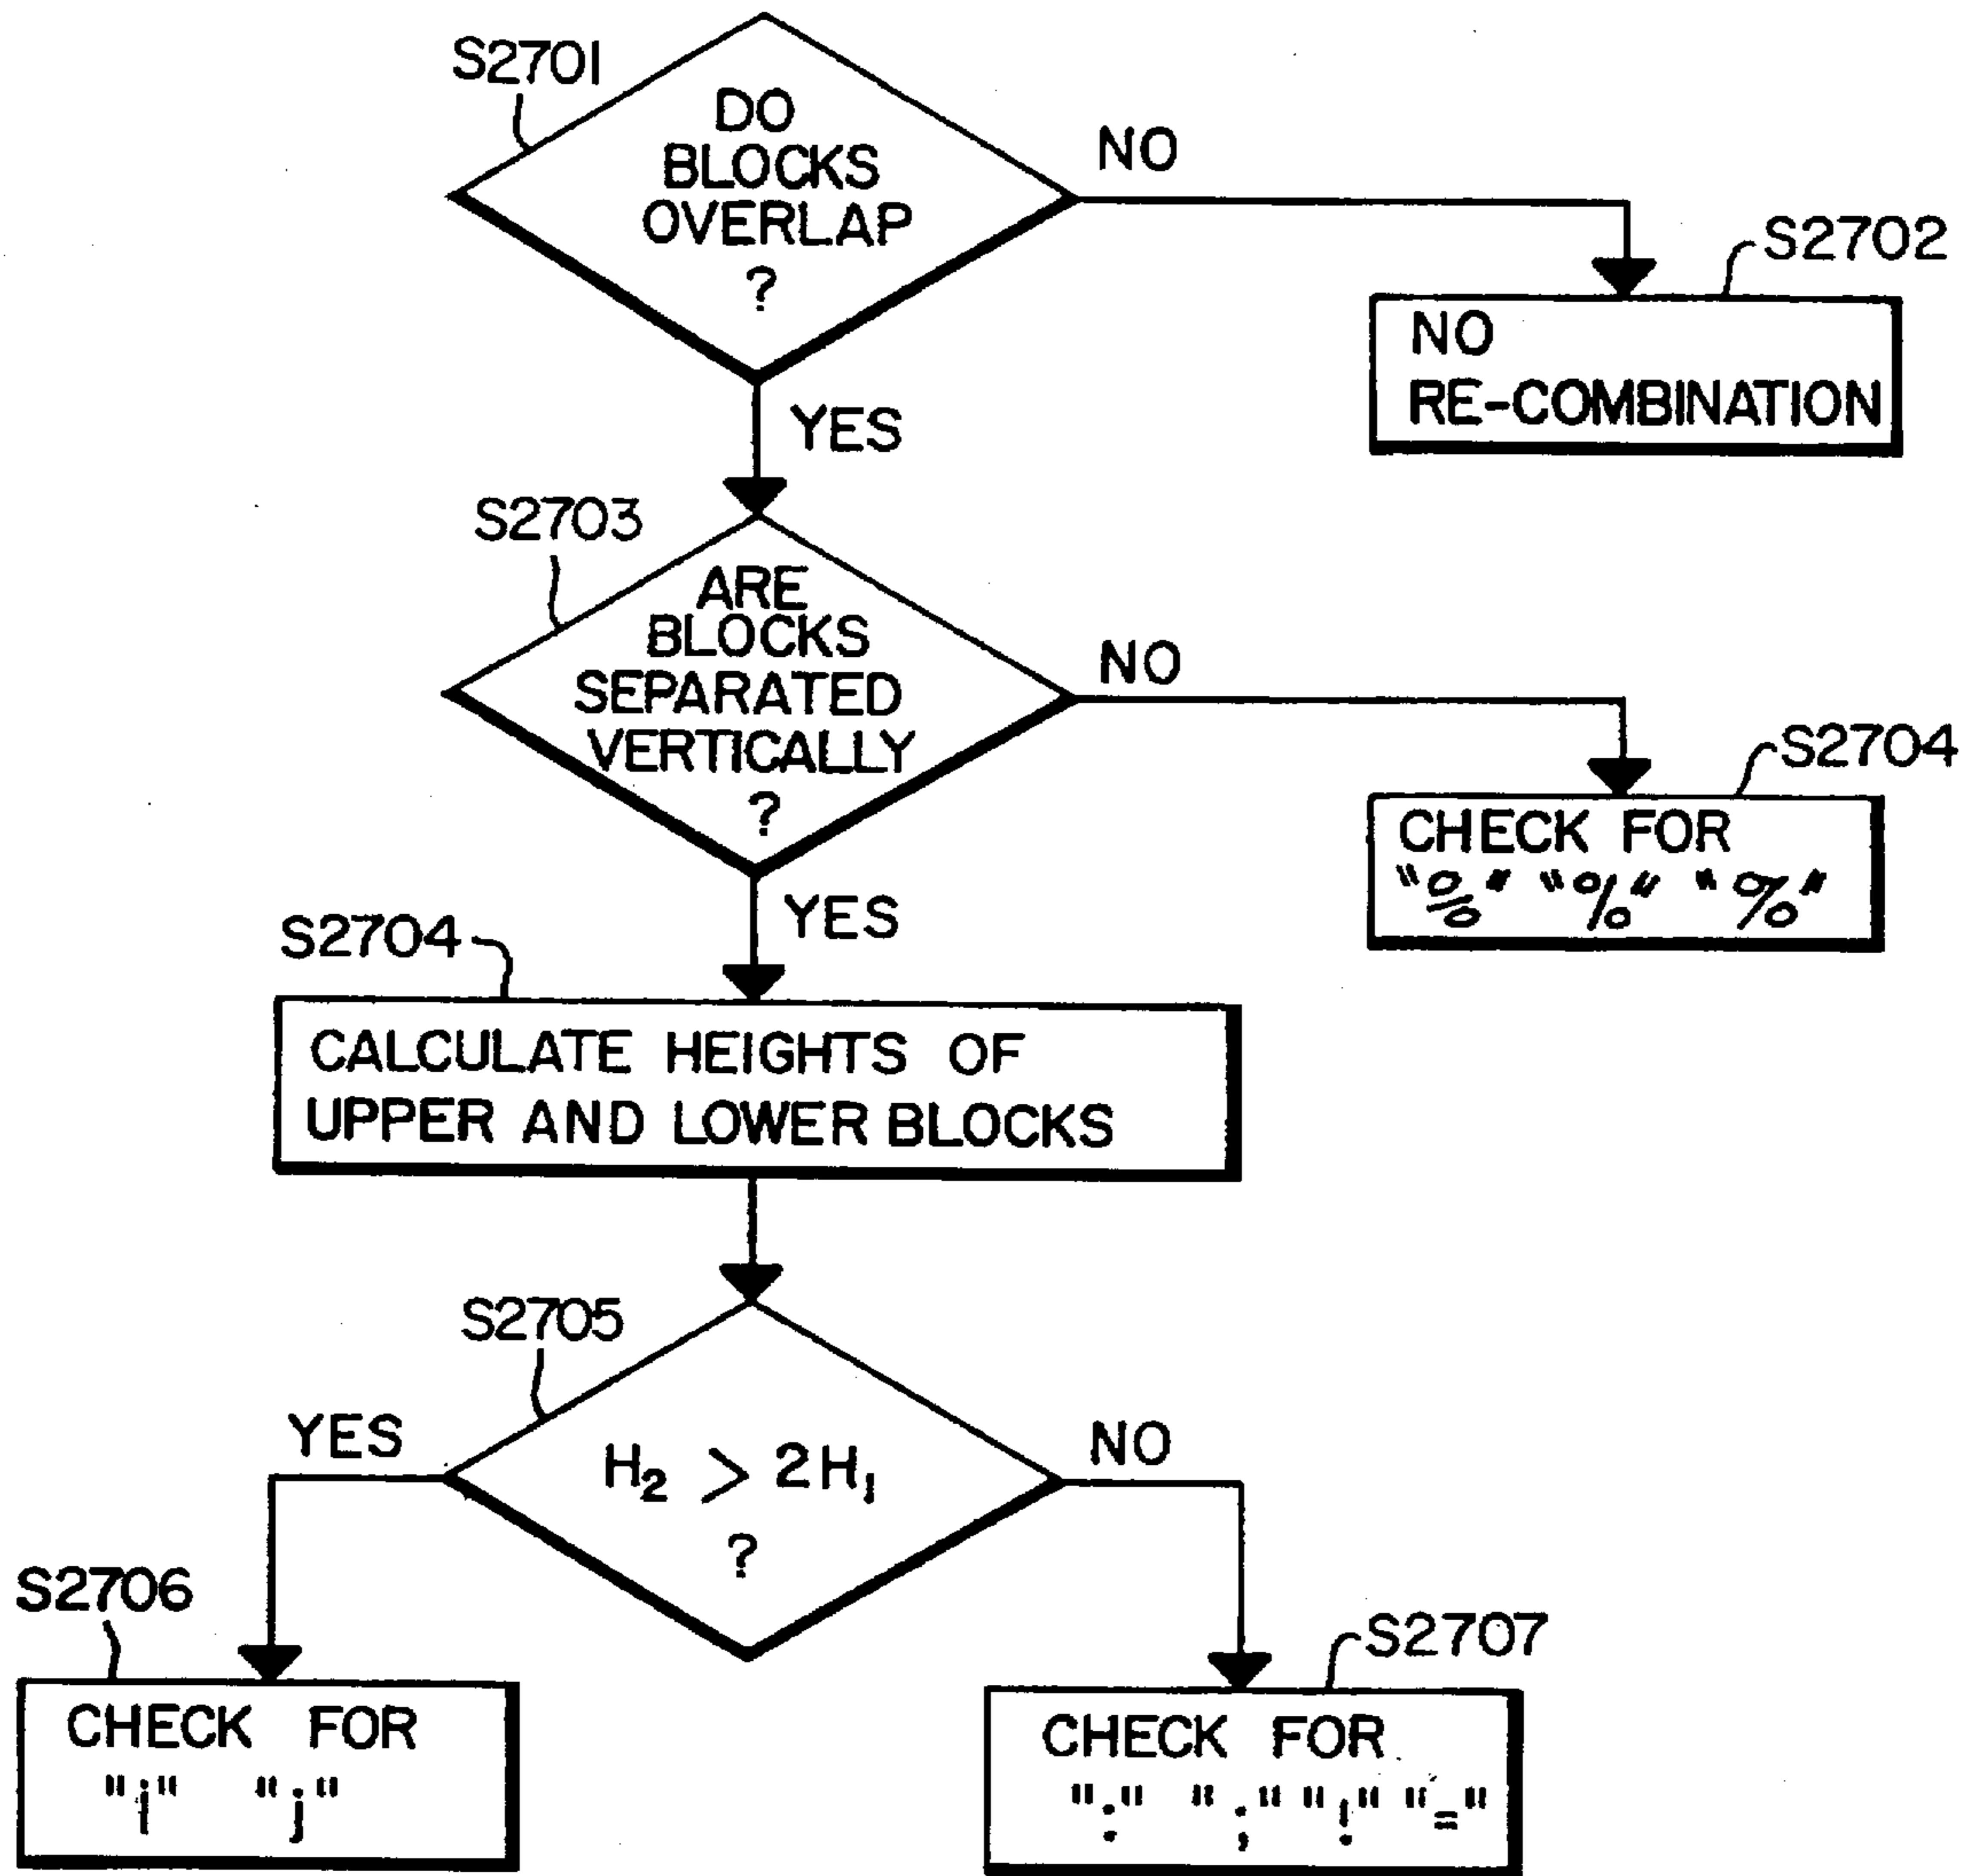 S2701
DO
BLOCKS
OVERLAP
?
NO
S2702
NO
RE-COMBINATION
YES
S2703
ARE
BLOCKS
SEPARATED
VERTICALLY
?
NO
S2704
CHECK FOR
"%" "%" "%"
YES
S2704
CALCULATE HEIGHTS OF
UPPER AND LOWER BLOCKS
S2705
H₂ > 2H₁
?
YES
NO
S2706
CHECK FOR
"i" "j"
S2707
CHECK FOR
":" ";" "!" "="